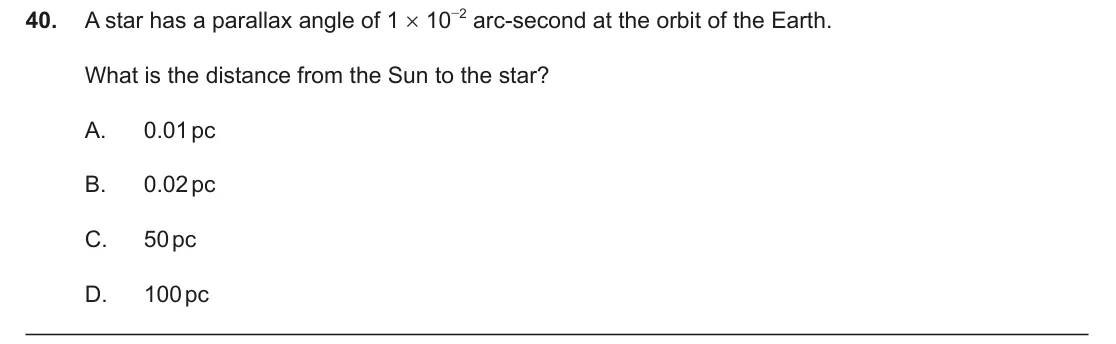 40. A star has a parallax angle of 1 × 10⁻² arc-second at the orbit of the Earth.
What is the distance from the Sun to the star?
A. 0.01 pc
B. 0.02 pc
C. 50 pc
D. 100 pc